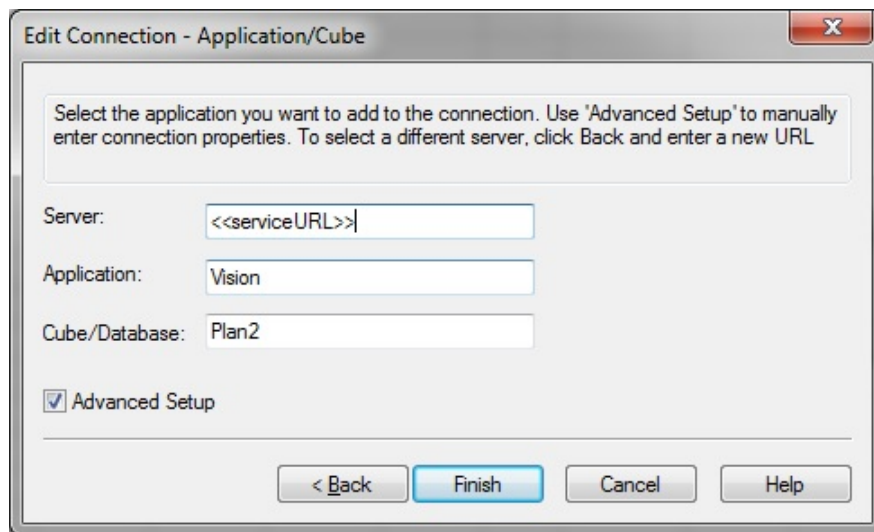 Edit Connection - Application/Cube
X
Select the application you want to add to the connection. Use 'Advanced Setup' to manually
enter connection properties. To select a different server, click Back and enter a new URL
Server: <<serviceURL>>
Application: Vision
Cube/Database: Plan2
Advanced Setup
< Back Finish Cancel Help